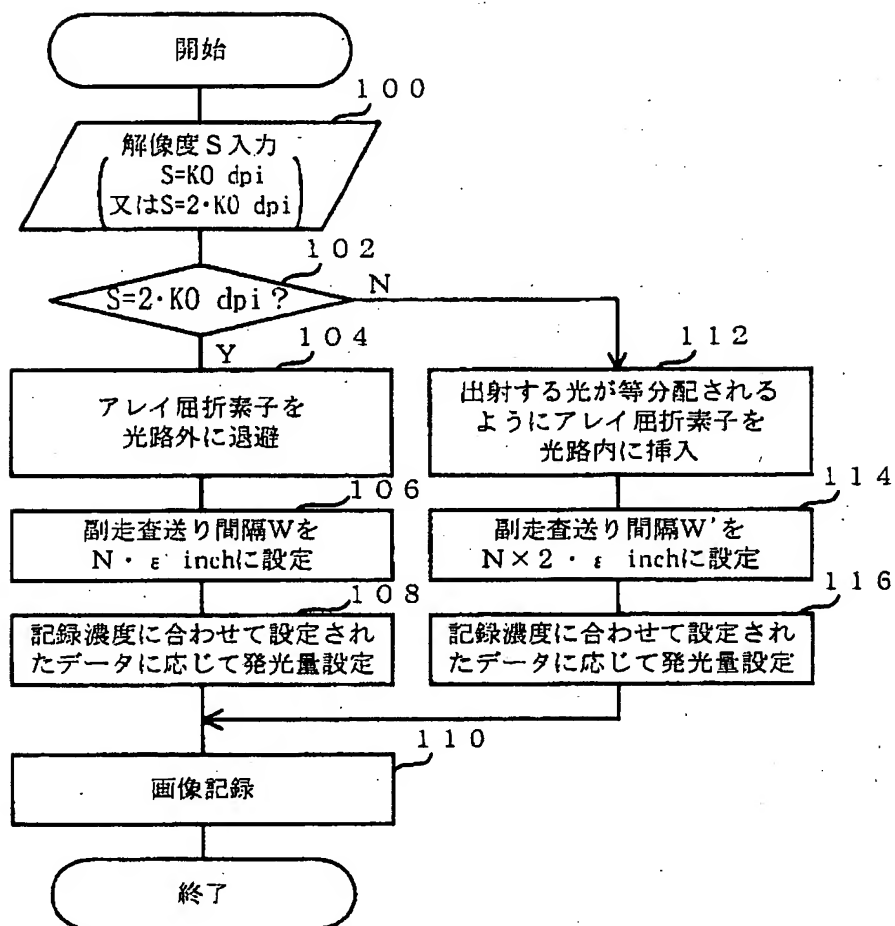 開始
100
解像度S入力
S=K0 dpi
又はS=2・K0 dpi
102
S=2・K0 dpi?
N
Y
104
アレイ屈折素子を
光路外に退避
112
出射する光が等分配される
ようにアレイ屈折素子を
光路内に挿入
106
副走査送り間隔Wを
N・ε inchに設定
114
副走査送り間隔W'を
N×2・ε inchに設定
108
記録濃度に合わせて設定され
たデータに応じて発光量設定
116
記録濃度に合わせて設定され
たデータに応じて発光量設定
110
画像記録
終了